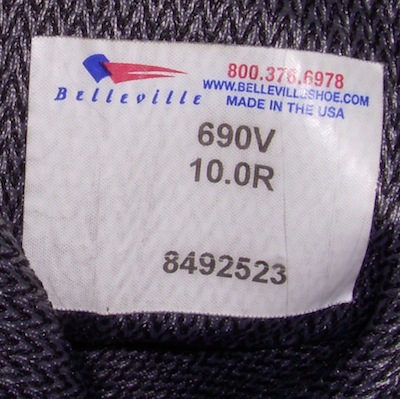 Belleville
800.376.6978
WWW.BELLEVILLESHOE.COM
MADE IN THE USA
690V
10.0R
8492523